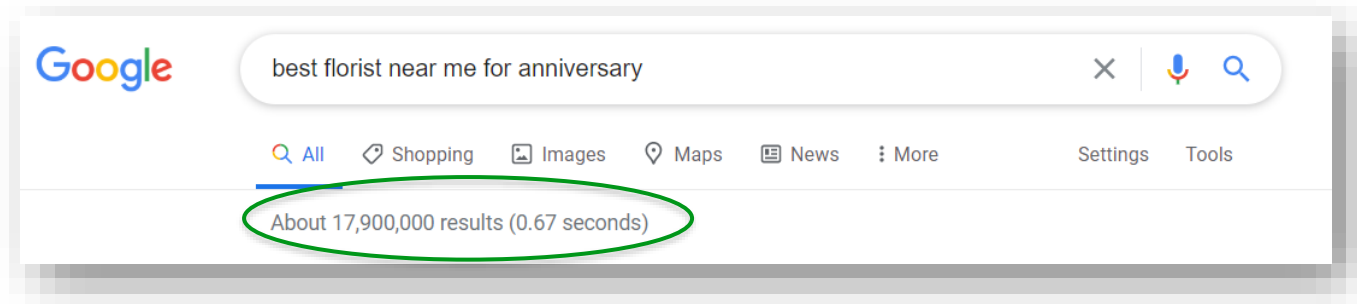 Google
best florist near me for anniversary
All Shopping Images Maps News More Settings Tools
About 17,900,000 results (0.67 seconds)